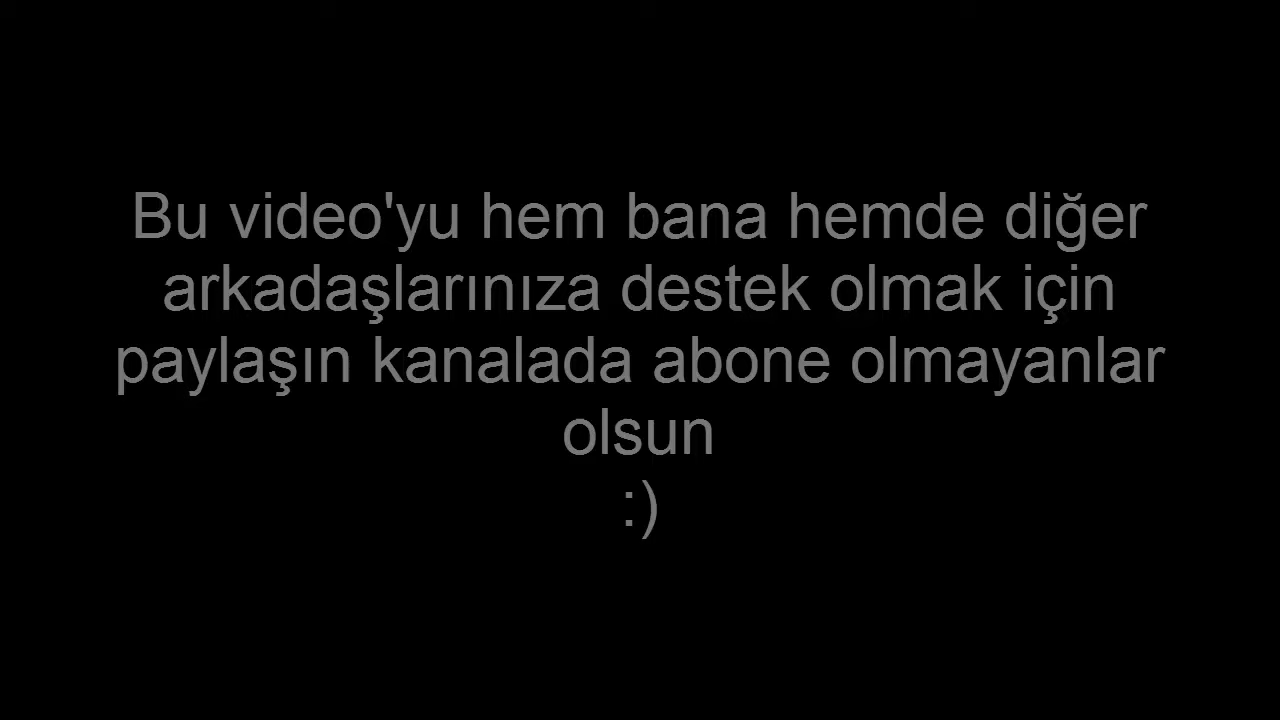 Bu video'yu hem bana hemde diğer
arkadaşlarınıza destek olmak için
paylaşın kanalada abone olmayanlar
olsun
:)